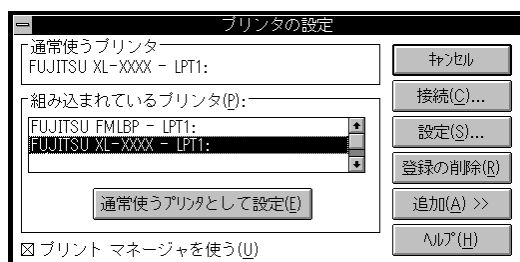 プリンタの設定
通常使うプリンタ
FUJITSU XL-XXXX - LPT1:
組み込まれているプリンタ(P):
FUJITSU FMLBP - LPT1:
FUJITSU XL-XXXX - LPT1:
通常使うﾌﾟﾘﾝﾀとして設定(E)
プリント マネージャを使う(U)
ｷｬﾝｾﾙ
接続(C)...
設定(S)...
登録の削除(R)
追加(A) >>
ﾍﾙﾌﾟ(H)